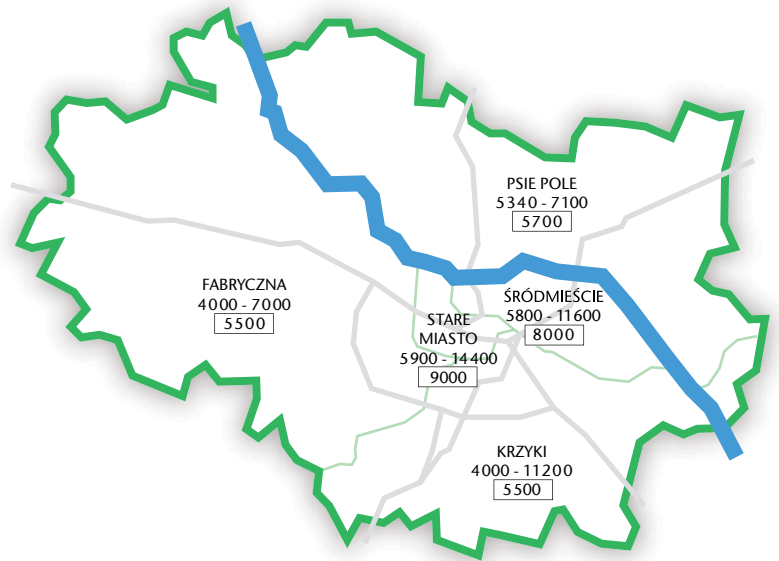 PSIE POLE
5340 - 7100
5700
FABRYCZNA
4000 - 7000
5500
ŚRÓDMIEŚCIE
5800 - 11600
8000
STARE
MIASTO
5900 - 14400
9000
KRZYKI
4000 - 11200
5500